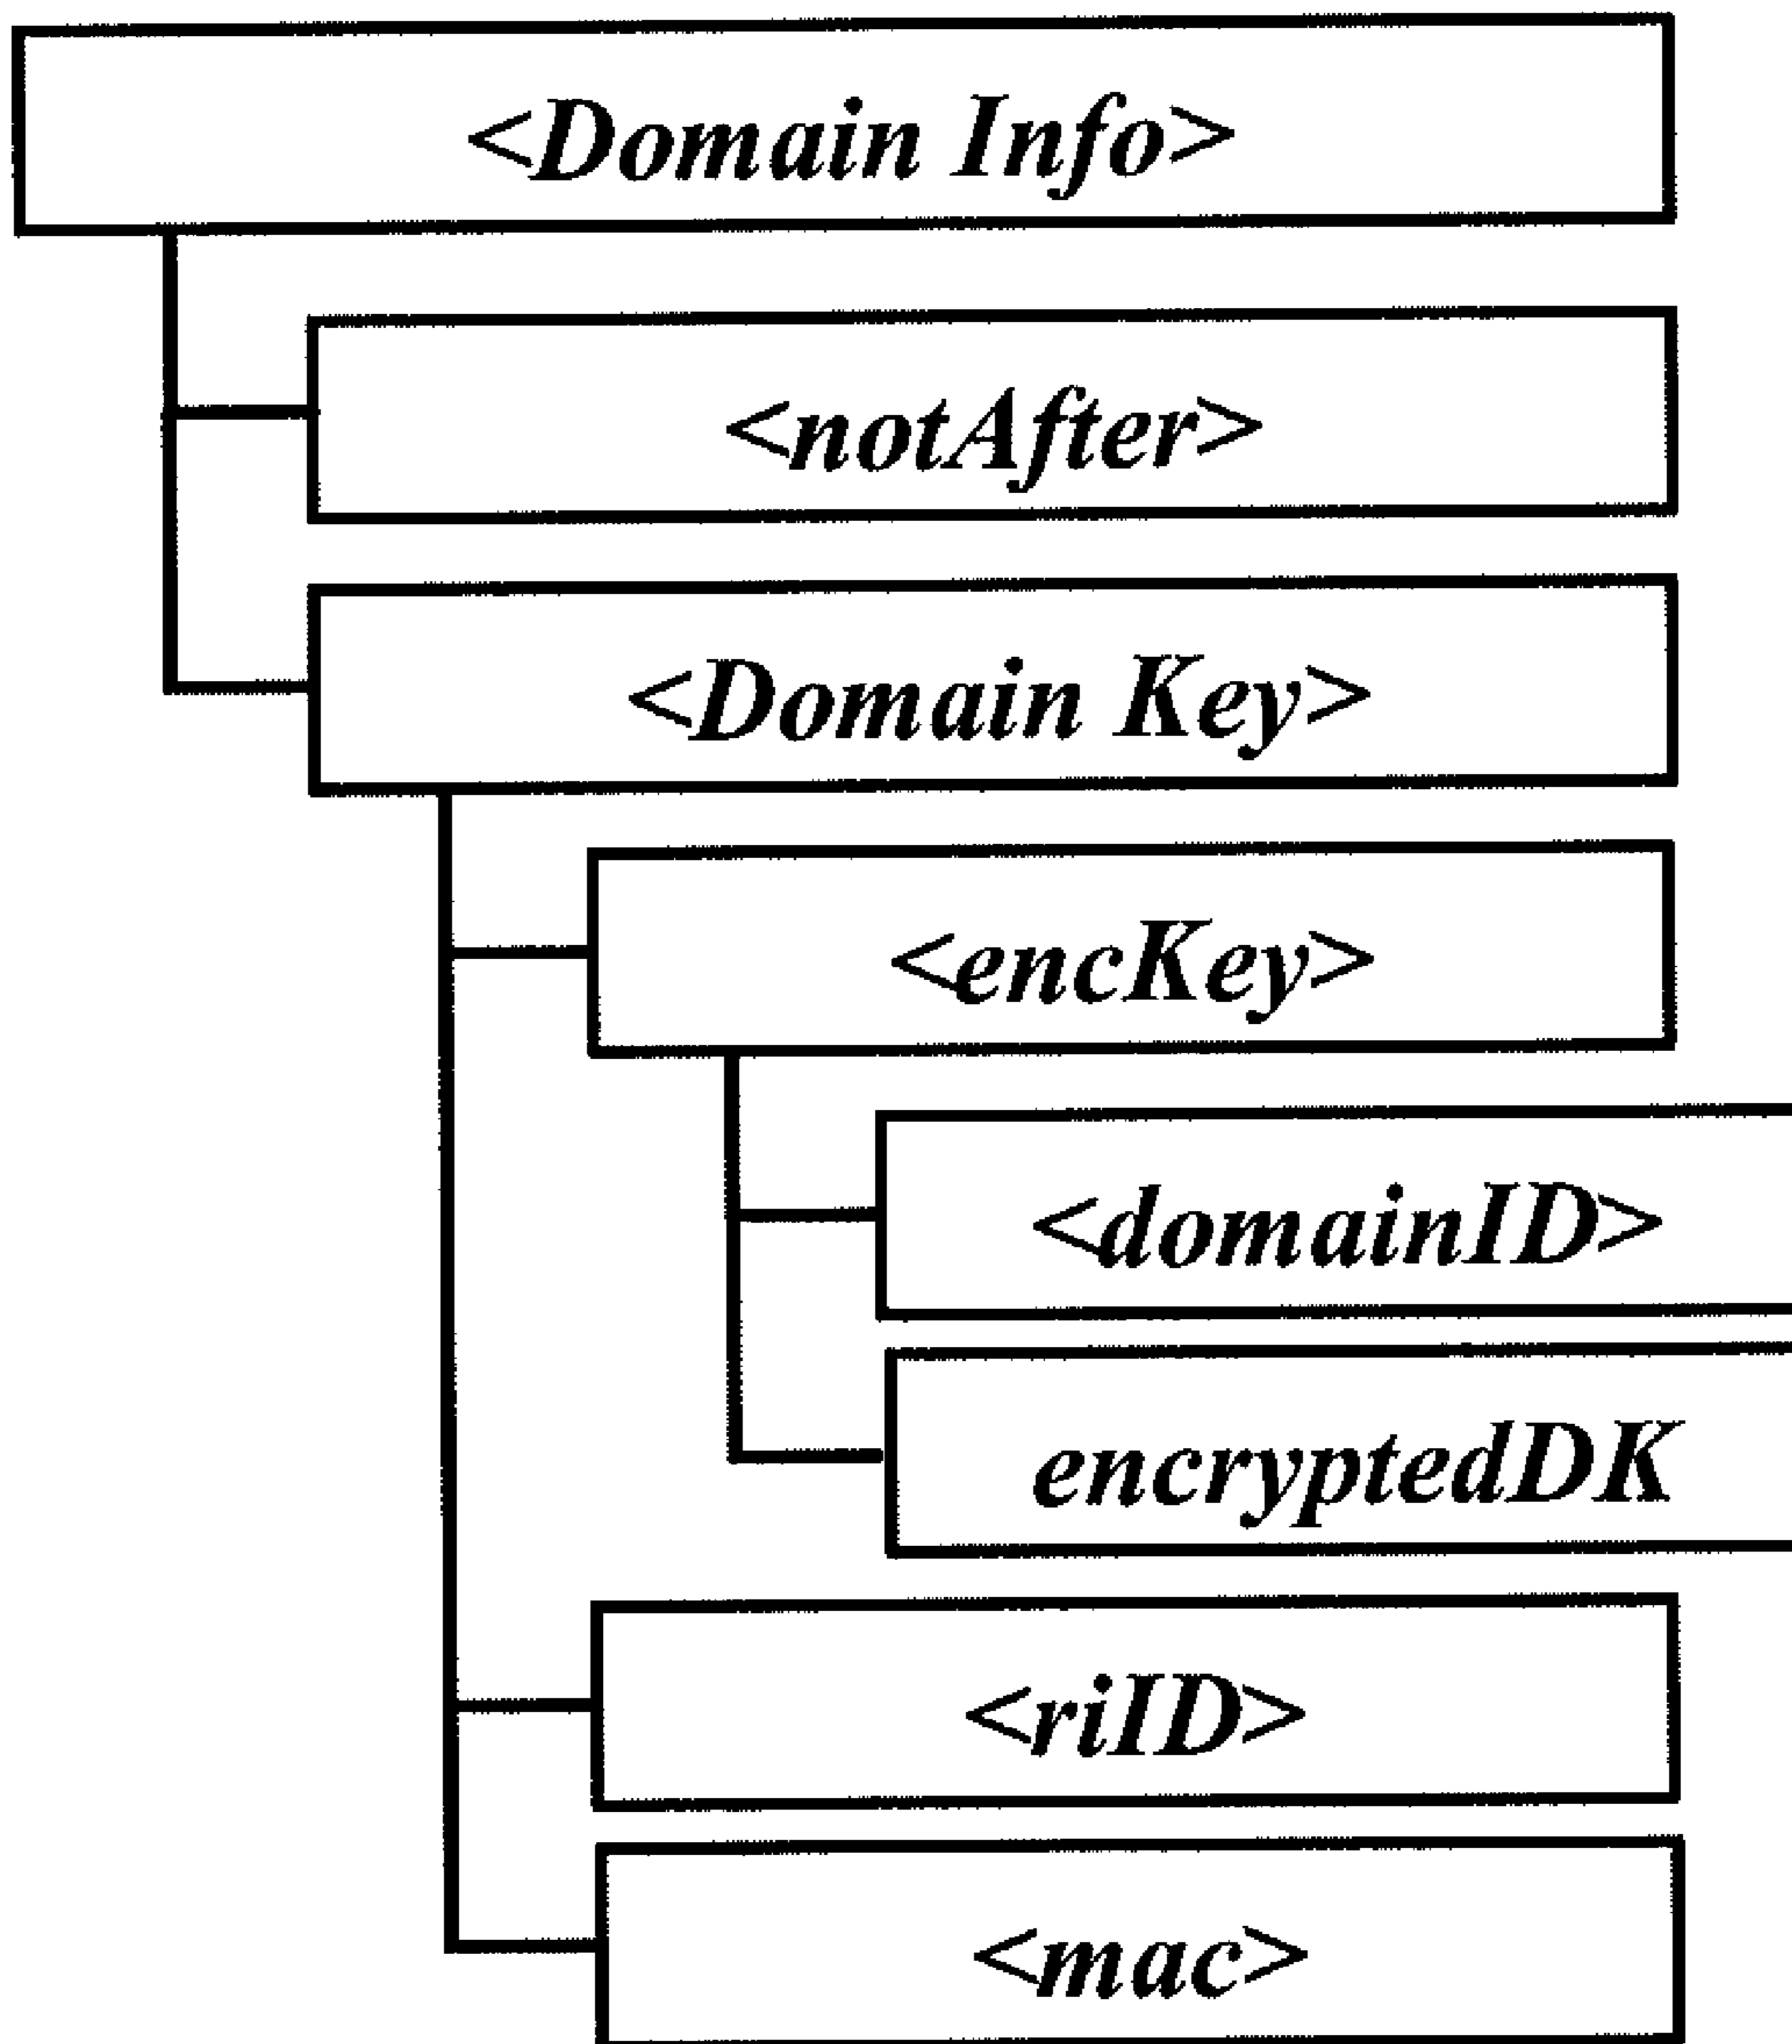 <Domain Info>
<notAfter>
<Domain Key>
<encKey>
<domainID>
encryptedDK
<riID>
<mac>